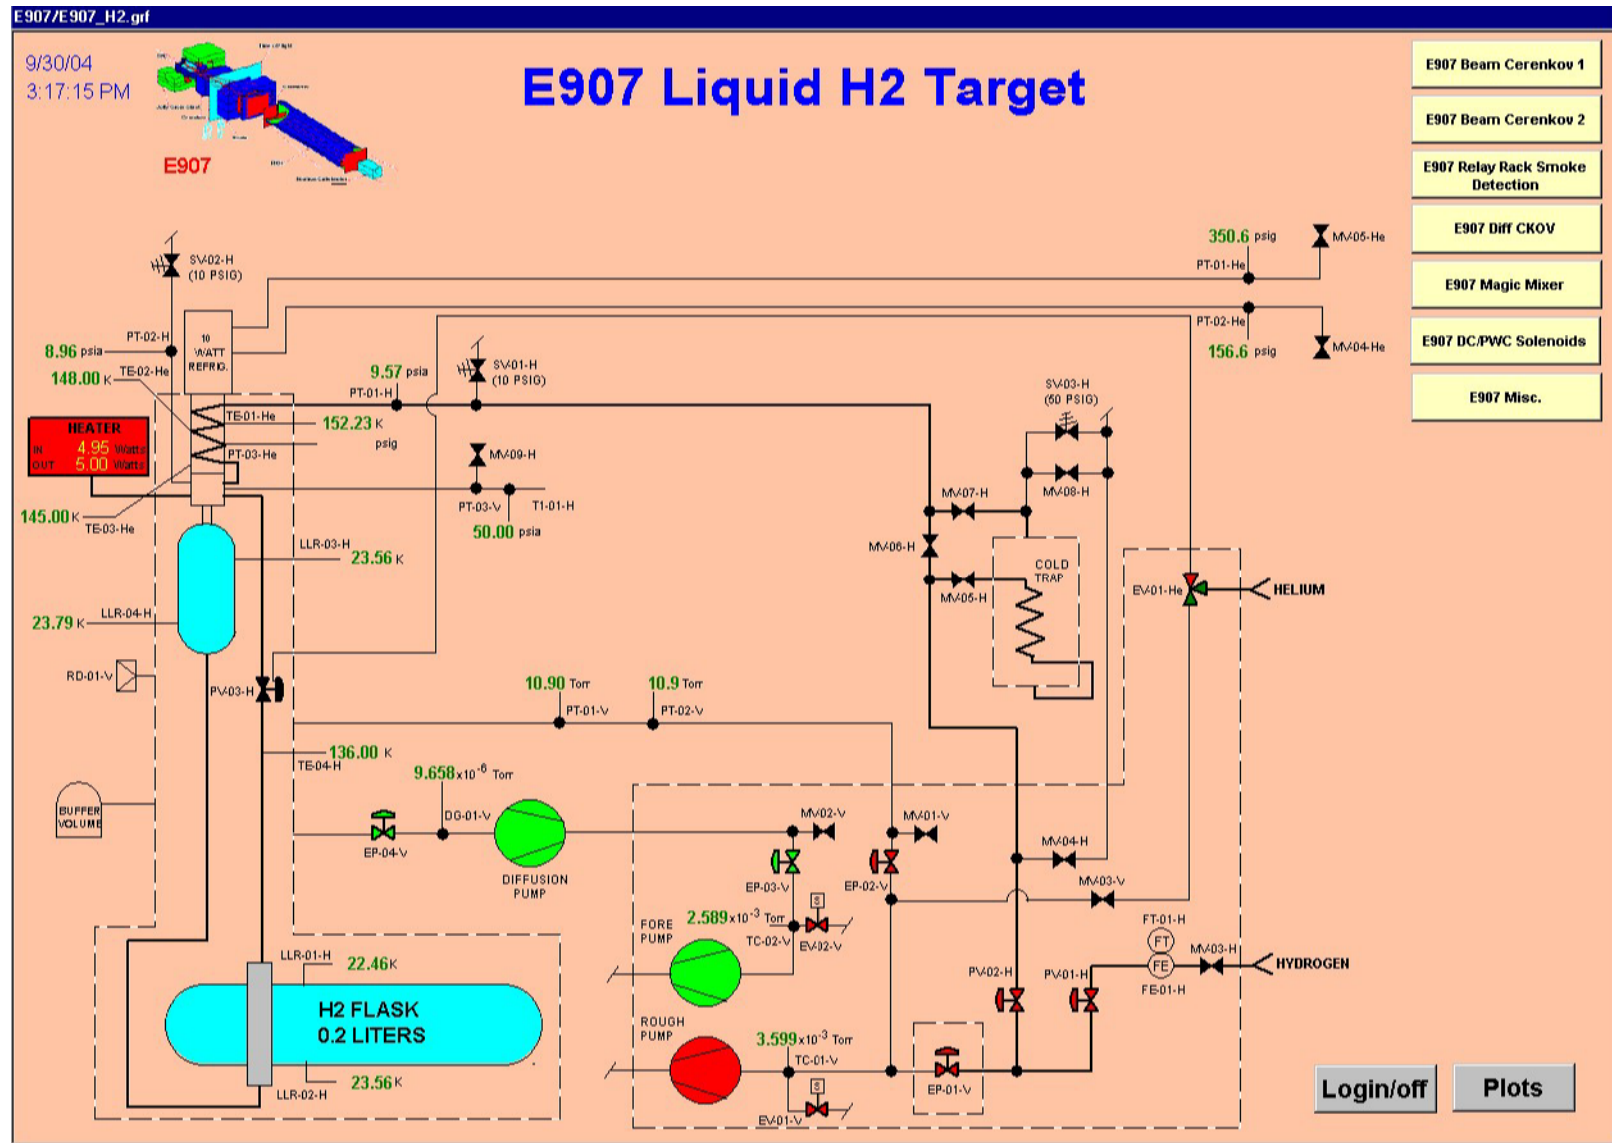 E907/E907_H2.grf
9/30/04
3:17:15 PM
E907
E907 Liquid H2 Target
E907 Beam Cerenkov 1
E907 Beam Cerenkov 2
E907 Relay Rack Smoke
Detection
E907 Diff CKOV
E907 Magic Mixer
E907 DC/PWC Solenoids
E907 Misc.
350.6 psig
MV-05-He
PT-01-He
SV-02-H
(10 PSIG)
PT-02-He
156.6 psig
MV-04-He
PT-02-H
8.96 psia
10
WATT
REFRIG.
TE-02-He
148.00 K
9.57 psia
PT-01-H
SV-01-H
(10 PSIG)
SV-03-H
(50 PSIG)
TE-01-He
152.23 K
HEATER
IN 4.95 Watts
OUT 5.00 Watts
psig
PT-03-He
MV-09-H
MV-07-H
MV-08-H
PT-03-V
T1-01-H
145.00 K
TE-03-He
50.00 psia
MV-06-H
LLR-03-H
23.56 K
COLD
TRAP
MV-05-H
EV-01-He
HELIUM
LLR-04-H
23.79 K
RD-01-V
PV-03-H
10.90 Torr
10.9 Torr
PT-01-V
PT-02-V
136.00 K
TE-04-H
9.658x10-6 Torr
BUFFER
VOLUME
DG-01-V
EP-04-V
MV-02-V
MV-01-V
MV-04-H
DIFFUSION
PUMP
EP-03-V
EP-02-V
MV-03-V
S
FORE
PUMP
2.589x10-3 Torr
TC-02-V
EV-02-V
FT-01-H
FT
MV-03-H
FE
HYDROGEN
LLR-01-H
22.46K
PV-02-H
PV-01-H
FE-01-H
H2 FLASK
0.2 LITERS
ROUGH
PUMP
3.599x10-3 Torr
TC-01-V
LLR-02-H
23.56K
S
EP-01-V
EV-01-V
Login/off
Plots